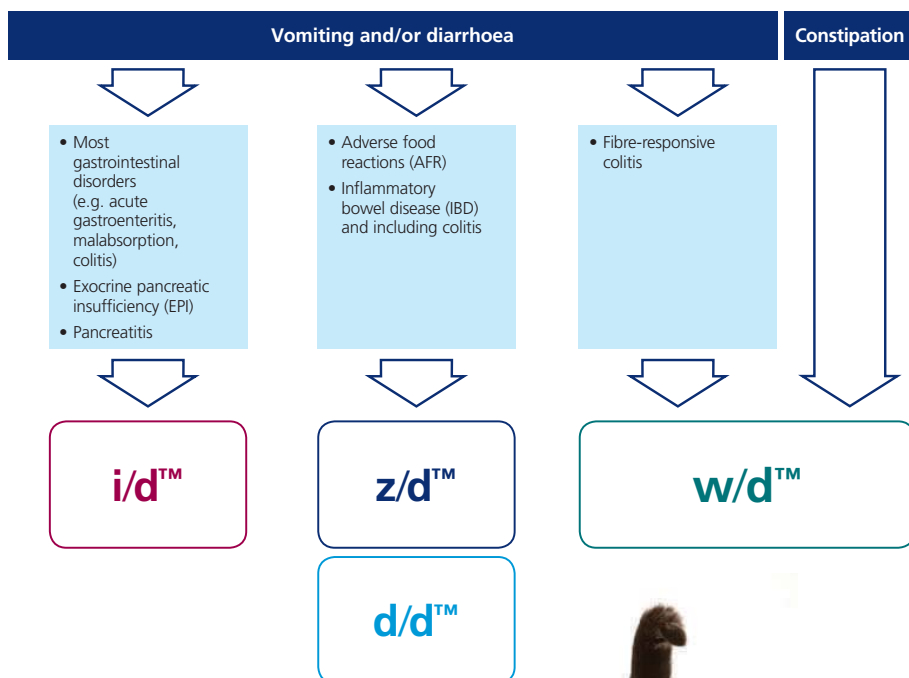 Vomiting and/or diarrhoea
Constipation
• Most
gastrointestinal
disorders
(e.g. acute
gastroenteritis,
malabsorption,
colitis)
• Exocrine pancreatic
insufficiency (EPI)
• Pancreatitis
• Adverse food
reactions (AFR)
• Inflammatory
bowel disease (IBD)
and including colitis
• Fibre-responsive
colitis
i/d™
z/d™
w/d™
d/d™